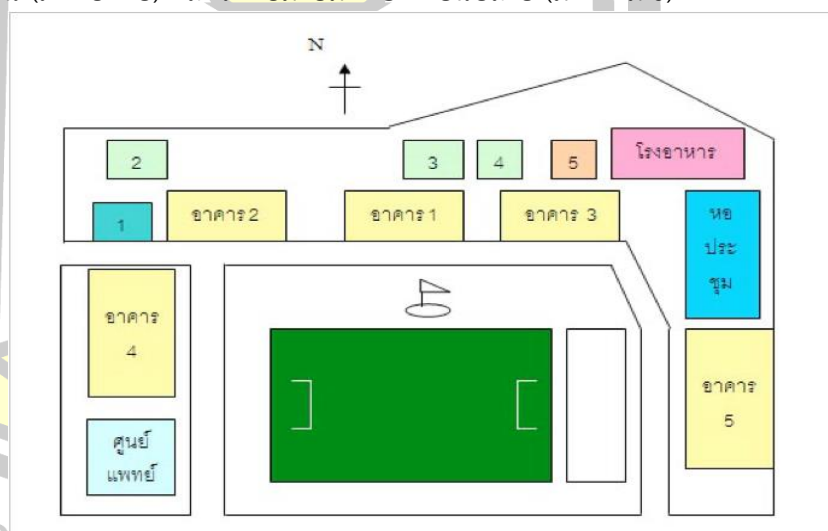 N
2
3
4
5
โรงอาหาร
1
อาคาร 2
อาคาร 1
อาคาร 3
หอ
ประ
ชุม
อาคาร
4
อาคาร
5
ศูนย์
แพทย์